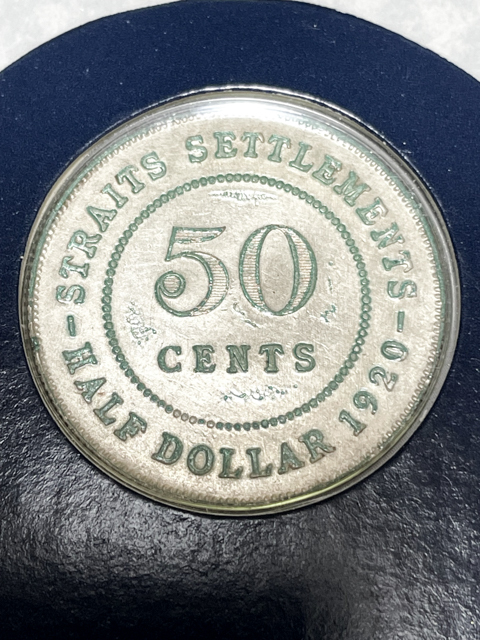 STRAITS SETTLEMENTS
50
CENTS
HALF DOLLAR 1920